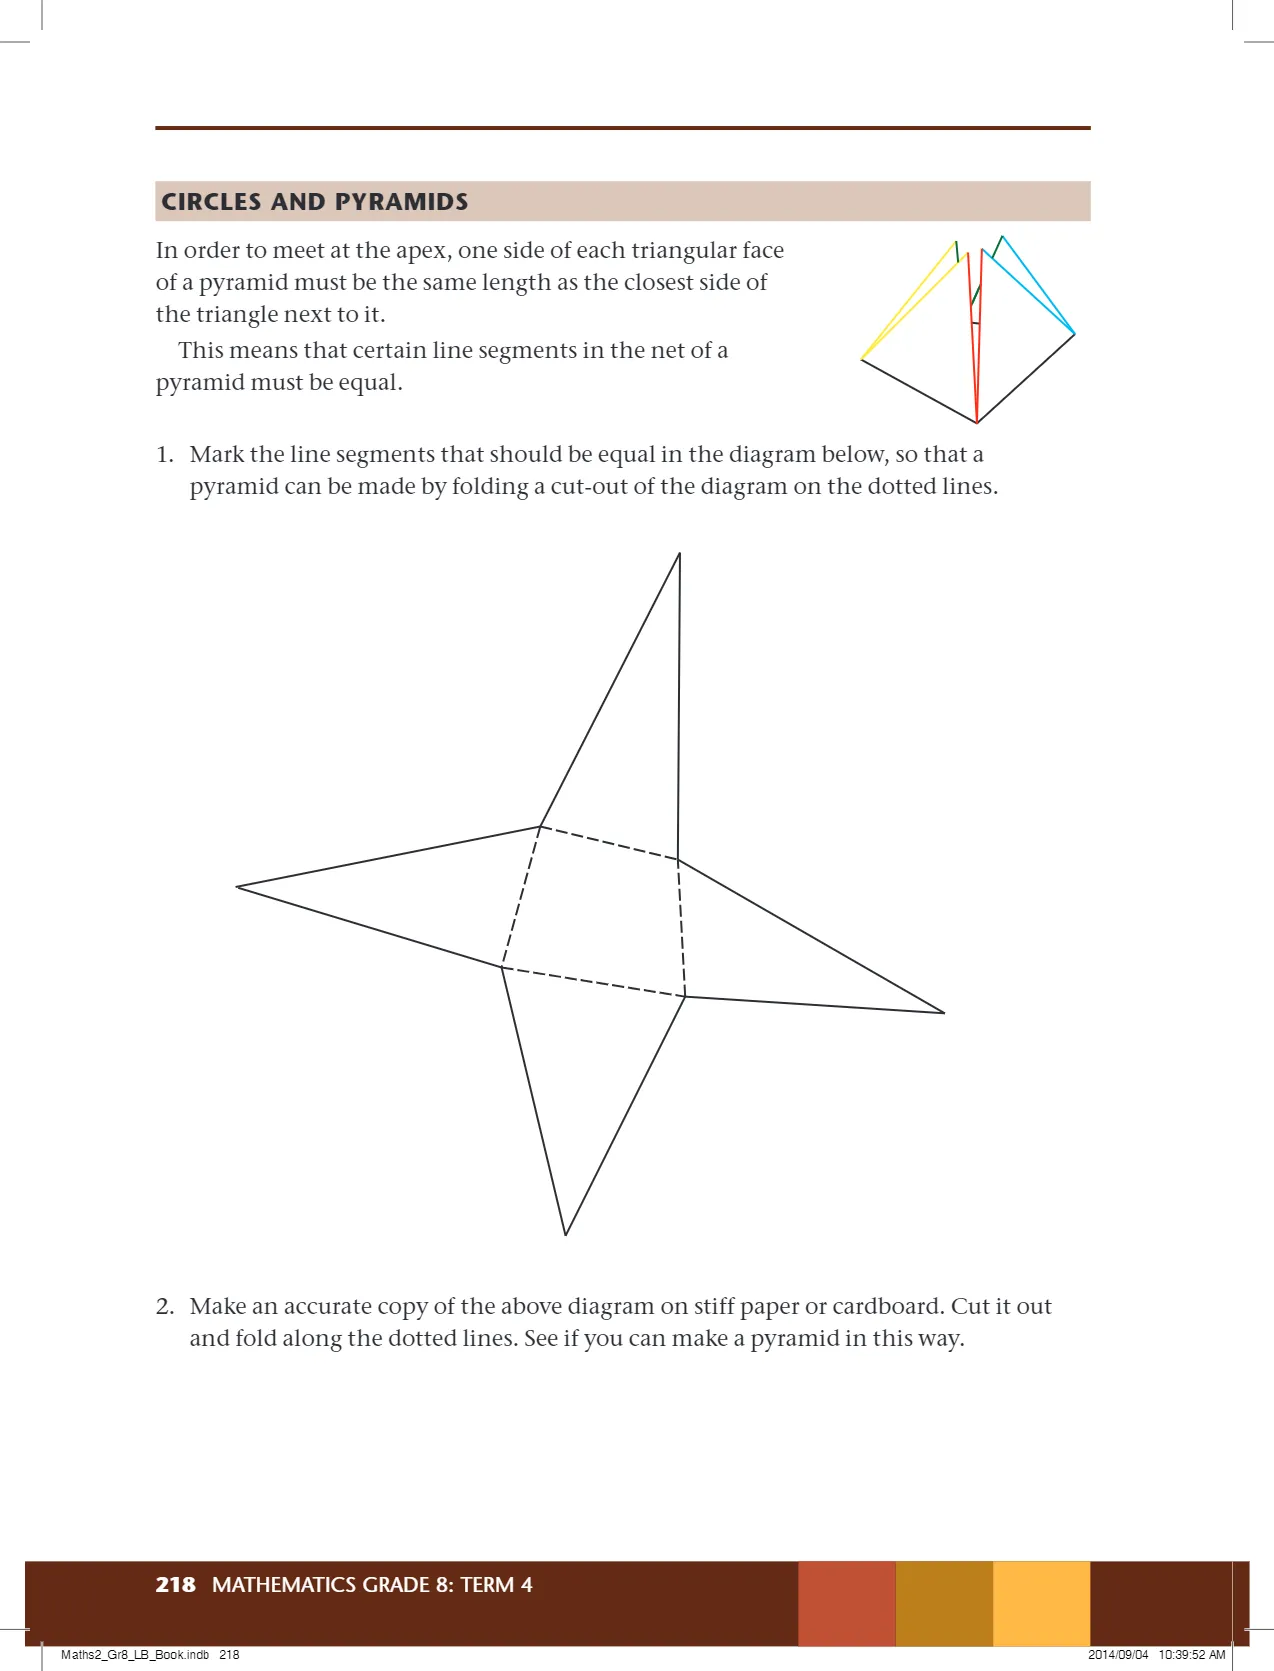 CIRCLES AND PYRAMIDS
In order to meet at the apex, one side of each triangular face
of a pyramid must be the same length as the closest side of
the triangle next to it.
This means that certain line segments in the net of a
pyramid must be equal.
1. Mark the line segments that should be equal in the diagram below, so that a
pyramid can be made by folding a cut-out of the diagram on the dotted lines.
2. Make an accurate copy of the above diagram on stiff paper or cardboard. Cut it out
and fold along the dotted lines. See if you can make a pyramid in this way.
218 MATHEMATICS GRADE 8: TERM 4
Maths2_Gr8_LB_Book.indb 218
2014/09/04 10:39:52 AM